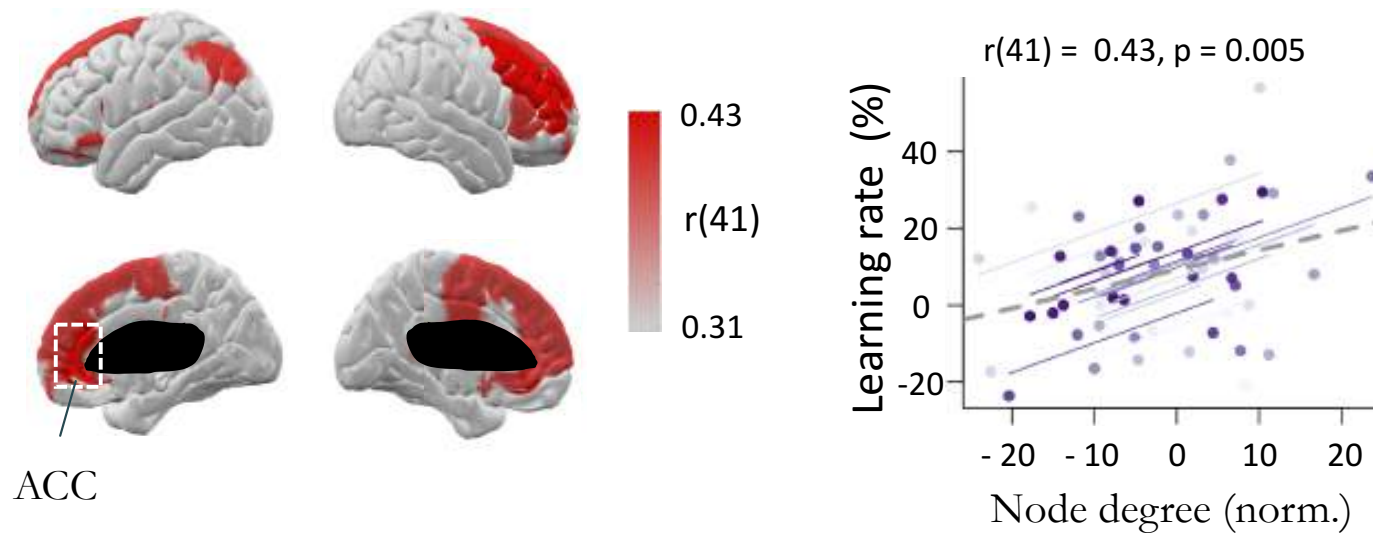 r(41) = 0.43, p = 0.005
0.43
r(41)
0.31
ACC
Learning rate (%)
40
20
0
-20
- 20 - 10 0 10 20
Node degree (norm.)